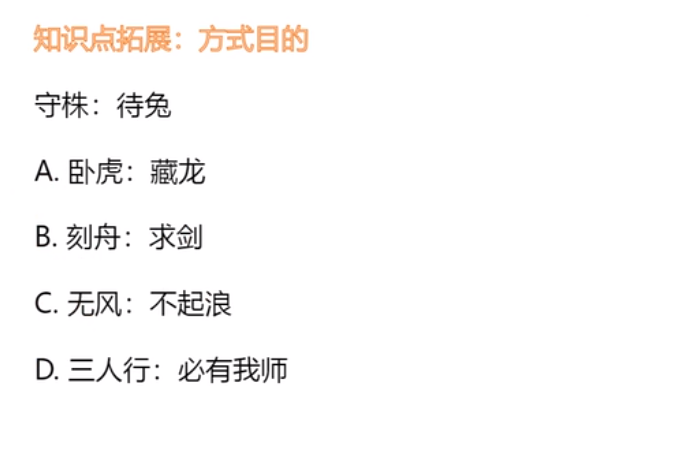 知识点拓展：方式目的
守株：待兔
A. 卧虎：藏龙
B. 刻舟：求剑
C. 无风：不起浪
D. 三人行：必有我师